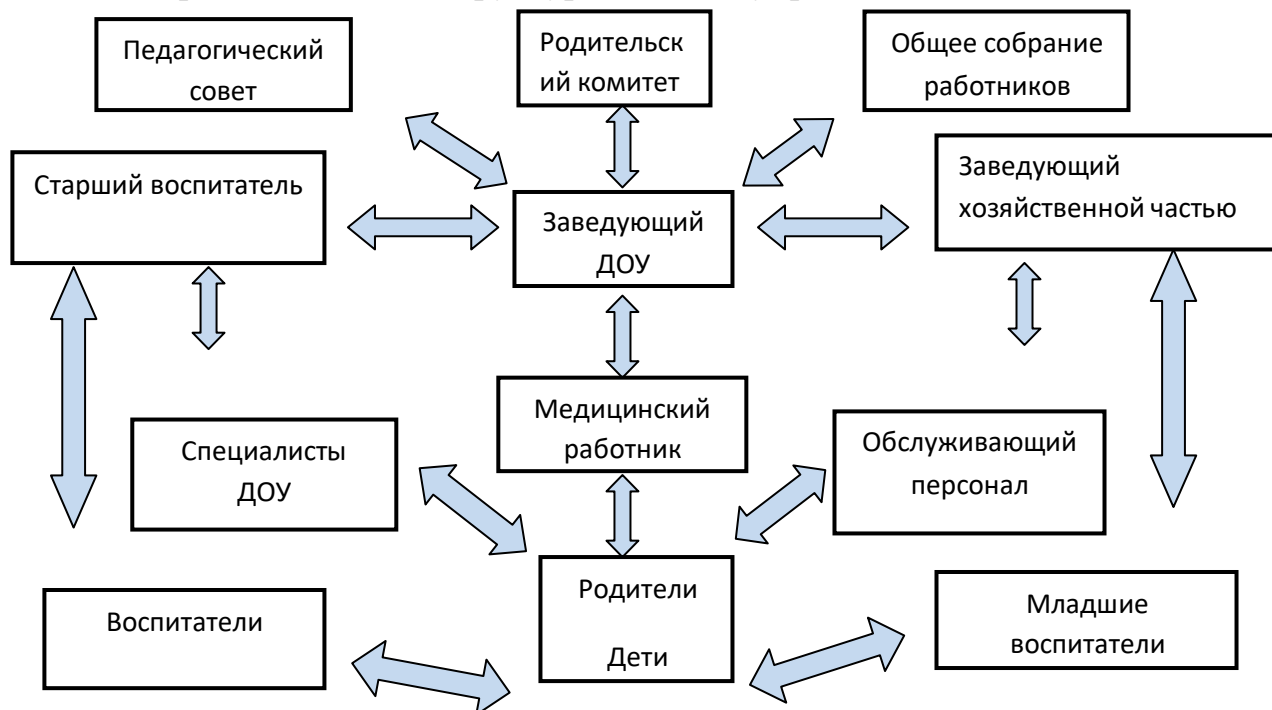 Педагогический
совет
Родительск
ий комитет
Общее собрание
работников
Старший воспитатель
Заведующий
ДОУ
Заведующий
хозяйственной частью
Медицинский
работник
Специалисты
ДОУ
Обслуживающий
персонал
Воспитатели
Родители
Дети
Младшие
воспитатели